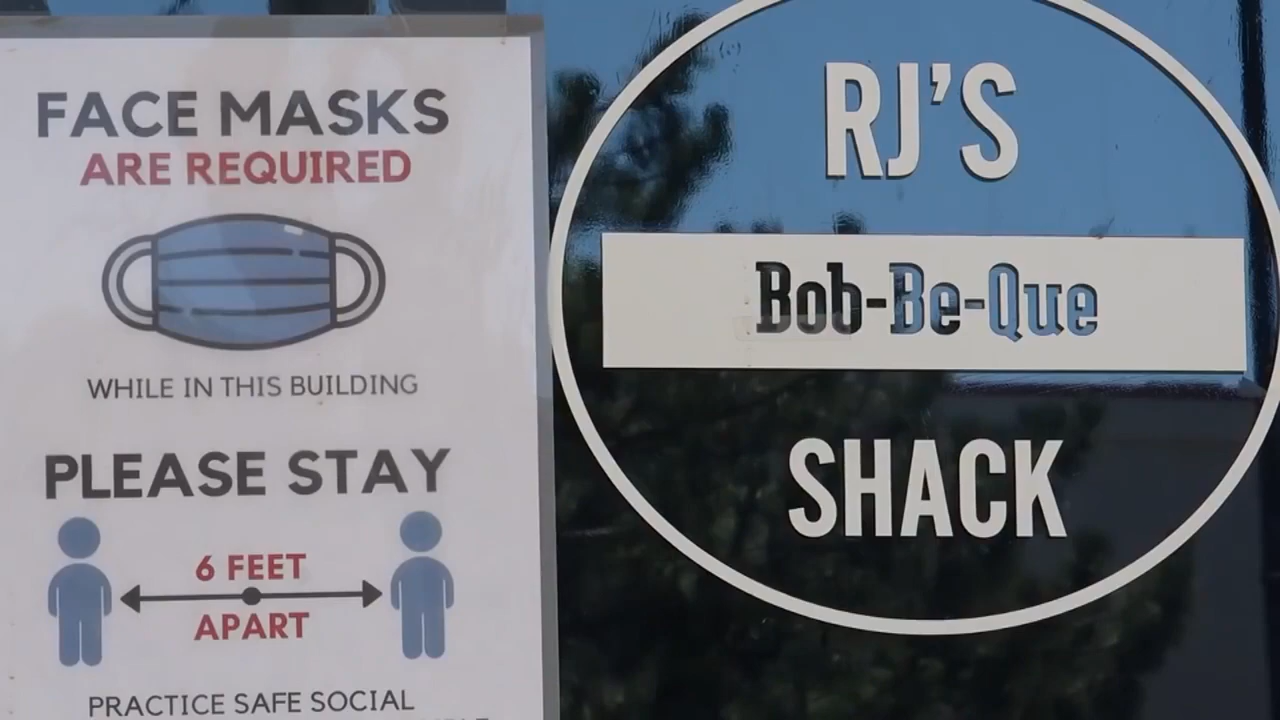 FACE MASKS
ARE REQUIRED
WHILE IN THIS BUILDING
PLEASE STAY
6 FEET
APART
PRACTICE SAFE SOCIAL
RJ'S
Bob-Be-Que
SHACK